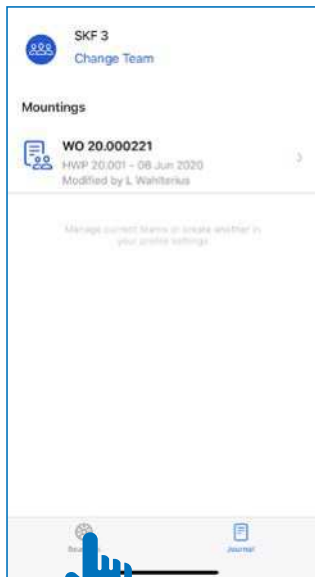 SKF 3
Change Team
Mountings
WO 20.000221
HWP 20.001 - 08 Jun 2020
Modified by L Wahlterius
Manage current teams or create another in
your profile settings.
Journal